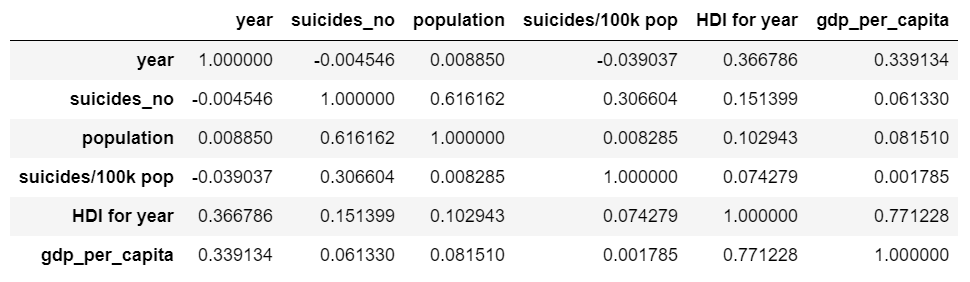 year suicides_no population suicides/100k pop HDI for year gdp_per_capita
year 1.000000 -0.004546 0.008850 -0.039037 0.366786 0.339134
suicides_no -0.004546 1.000000 0.616162 0.306604 0.151399 0.061330
population 0.008850 0.616162 1.000000 0.008285 0.102943 0.081510
suicides/100k pop -0.039037 0.306604 0.008285 1.000000 0.074279 0.001785
HDI for year 0.366786 0.151399 0.102943 0.074279 1.000000 0.771228
gdp_per_capita 0.339134 0.061330 0.081510 0.001785 0.771228 1.000000